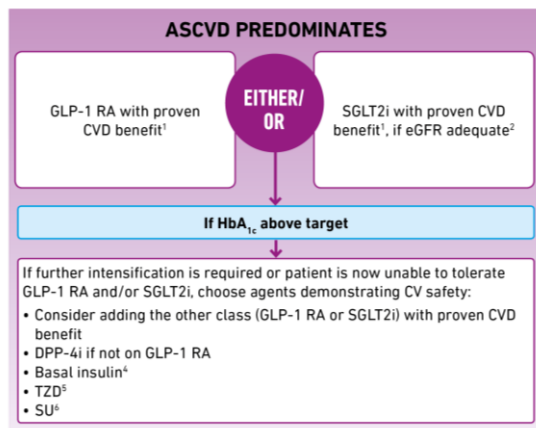 ASCVD PREDOMINATES
GLP-1 RA with proven
CVD benefit¹
EITHER/
OR
SGLT2i with proven CVD
benefit¹, if eGFR adequate²
If HbA₁c above target
If further intensification is required or patient is now unable to tolerate
GLP-1 RA and/or SGLT2i, choose agents demonstrating CV safety:
• Consider adding the other class (GLP-1 RA or SGLT2i) with proven CVD
benefit
• DPP-4i if not on GLP-1 RA
• Basal insulin⁴
• TZD⁵
• SU⁶